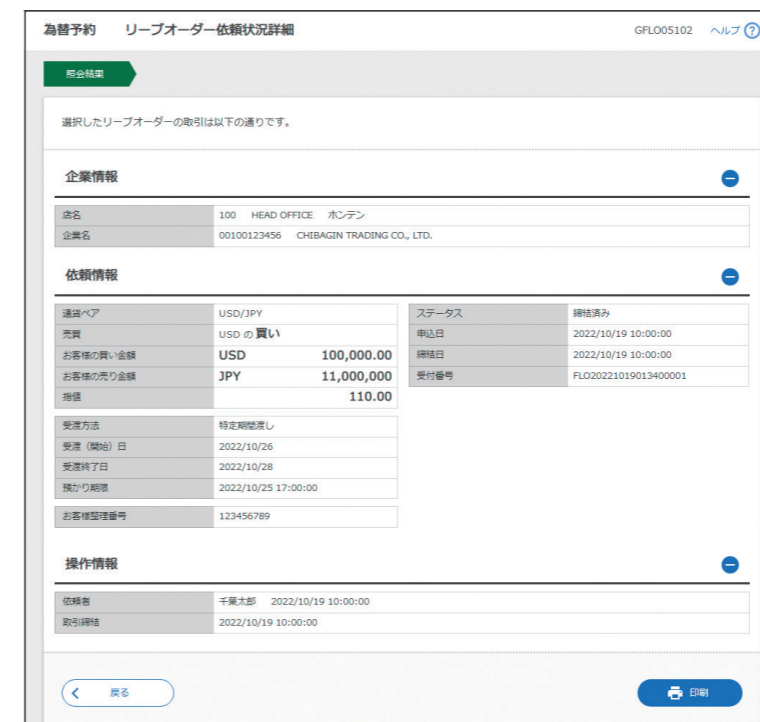 為替予約 リーブオーダー依頼状況詳細 GFLO05102 ヘルプ ?
照会結果
選択したリーブオーダーの取引は以下の通りです。
企業情報
店名 100 HEAD OFFICE ホンテン
企業名 00100123456 CHIBAGIN TRADING CO., LTD.
依頼情報
通貨ペア USD/JPY
売買 USD の 買い
お客様の買い金額 USD 100,000.00
お客様の売り金額 JPY 11,000,000
指値 110.00
ステータス 締結済み
申込日 2022/10/19 10:00:00
締結日 2022/10/19 10:00:00
受付番号 FLO20221019013400001
受渡方法 特定期間渡し
受渡（開始）日 2022/10/26
受渡終了日 2022/10/28
預かり期限 2022/10/25 17:00:00
お客様整理番号 123456789
操作情報
依頼者 千葉太郎 2022/10/19 10:00:00
取引締結 2022/10/19 10:00:00
戻る
印刷